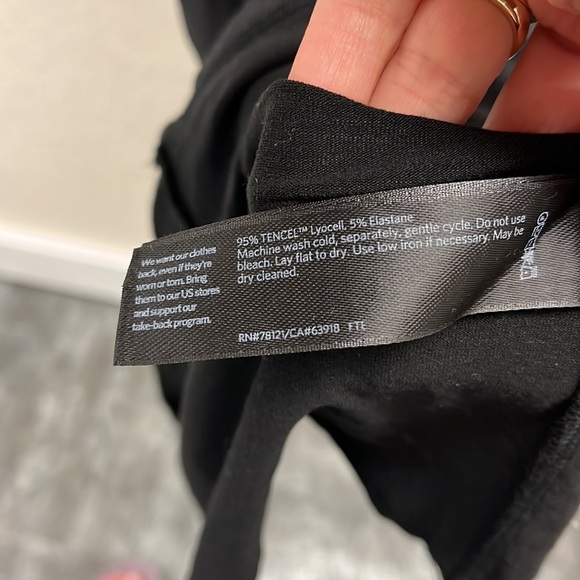 We want our clothes
back, even if they're
worn or torn. Bring
them to our US stores
and support our
take-back program.
95% TENCEL™ Lyocell, 5% Elastane
Machine wash cold, separately, gentle cycle. Do not use
bleach. Lay flat to dry. Use low iron if necessary. May be
dry cleaned.
RN#78121/CA#63918 FTL